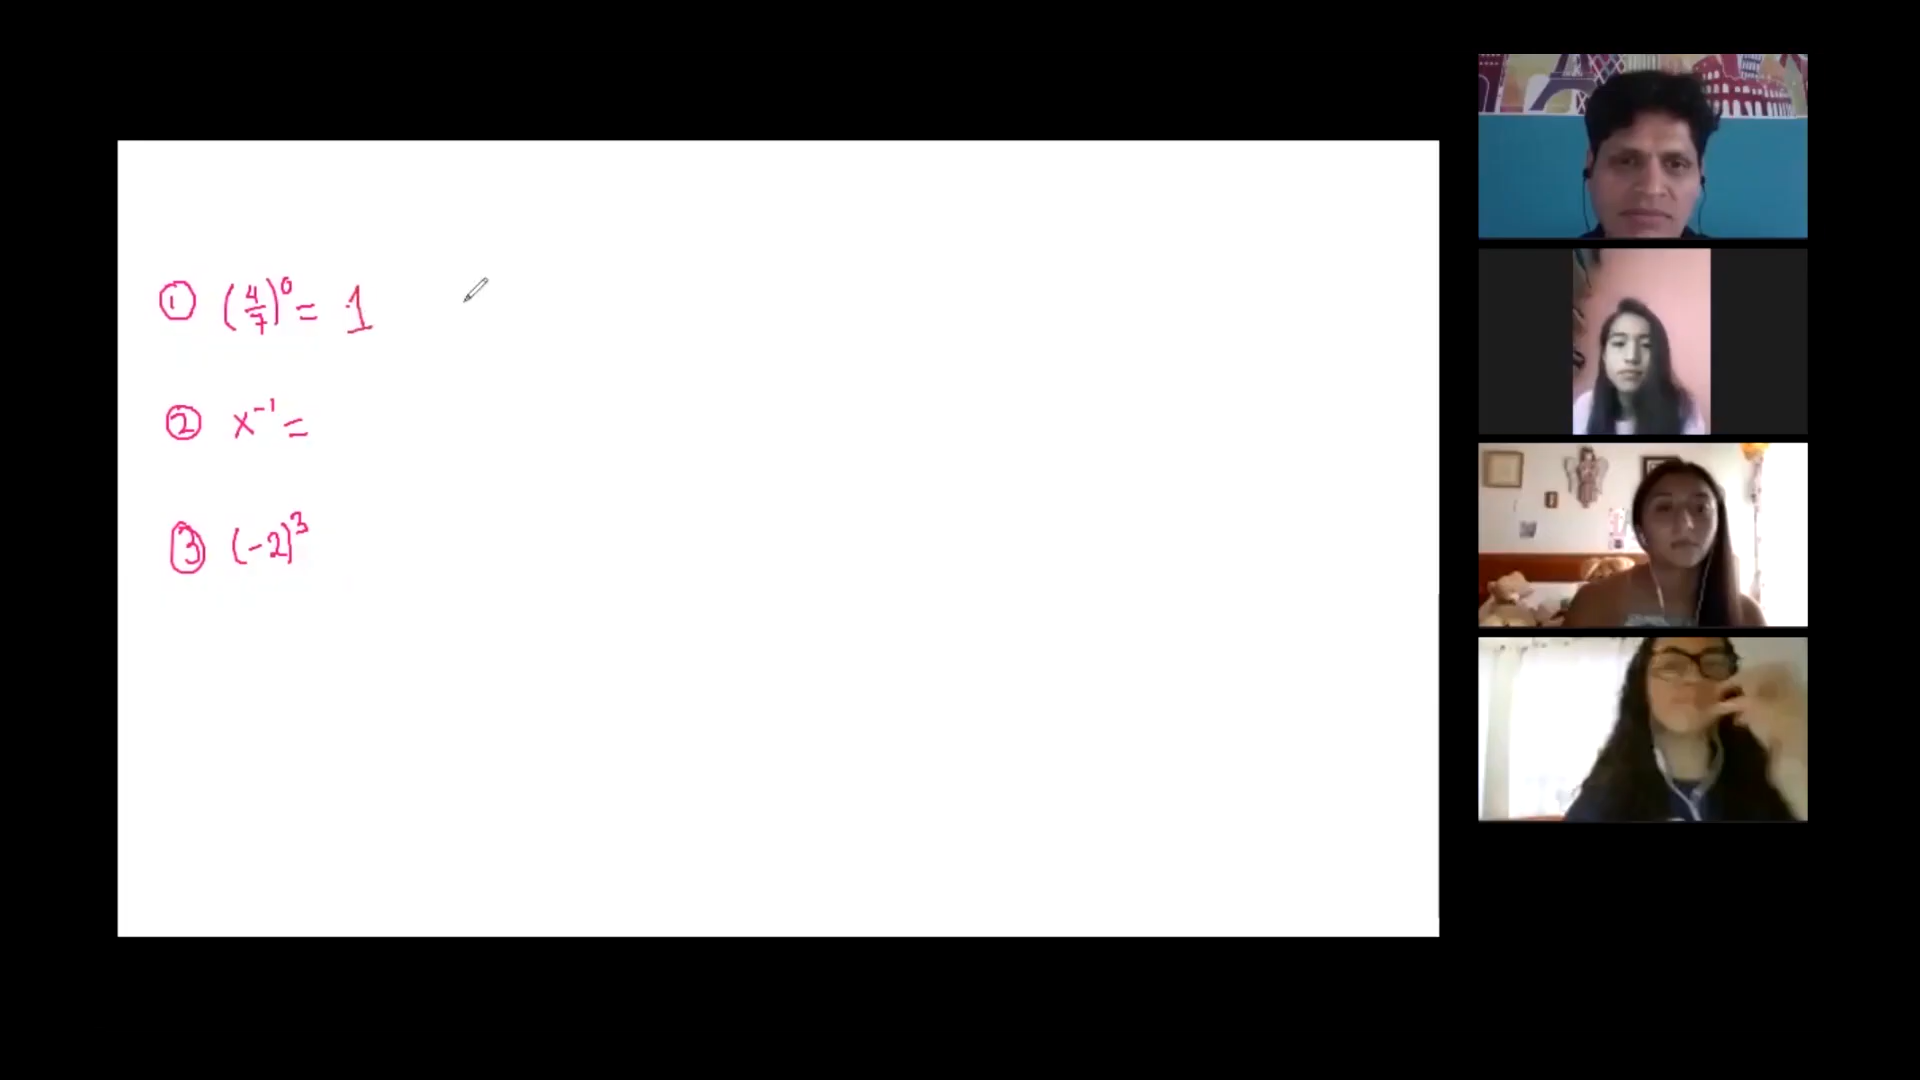 ① (4/7)⁰ = 1
② x⁻¹ =
③ (-2)³